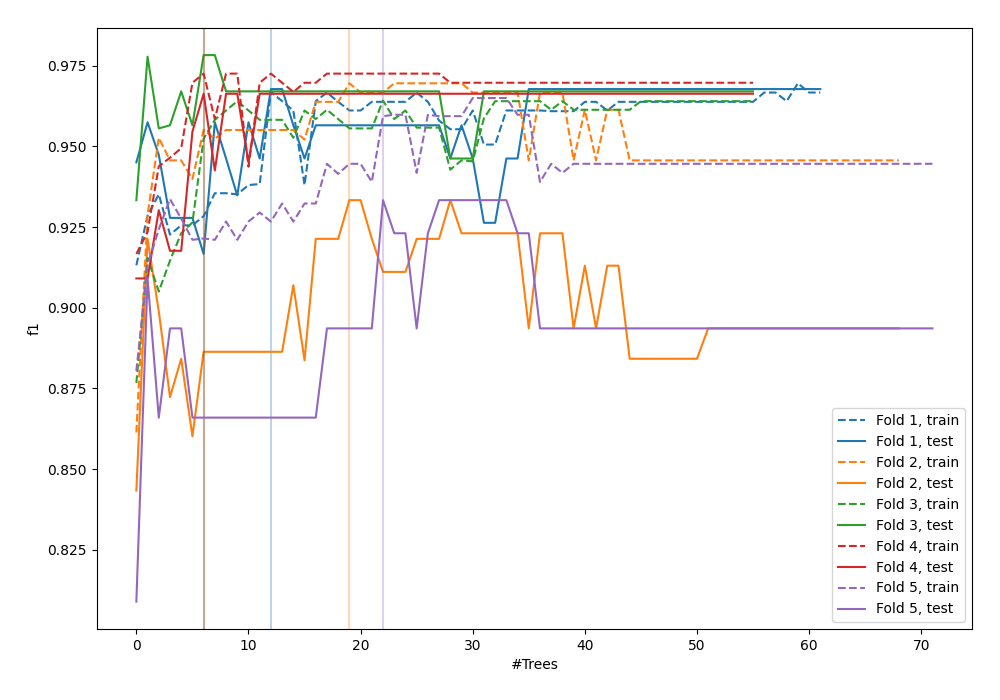 0.975
0.950
0.925
0.900
0.875
0.850
0.825
f1
0 10 20 30 40 50 60 70
#Trees
Fold 1, train
Fold 1, test
Fold 2, train
Fold 2, test
Fold 3, train
Fold 3, test
Fold 4, train
Fold 4, test
Fold 5, train
Fold 5, test